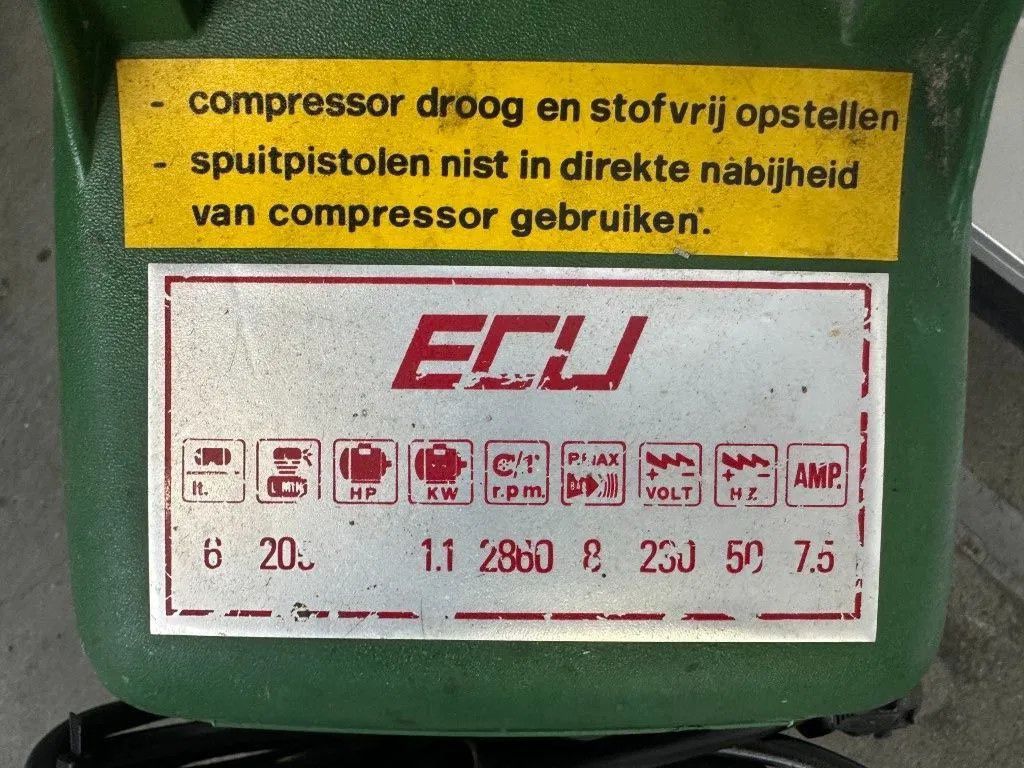 - compressor droog en stofvrij opstellen
- spuitpistolen nist in direkte nabijheid
van compressor gebruiken.
ECU
lt. HP KW r.p.m. VOLT HZ. AMP.
6 1.1 2860 8 230 50 7.5